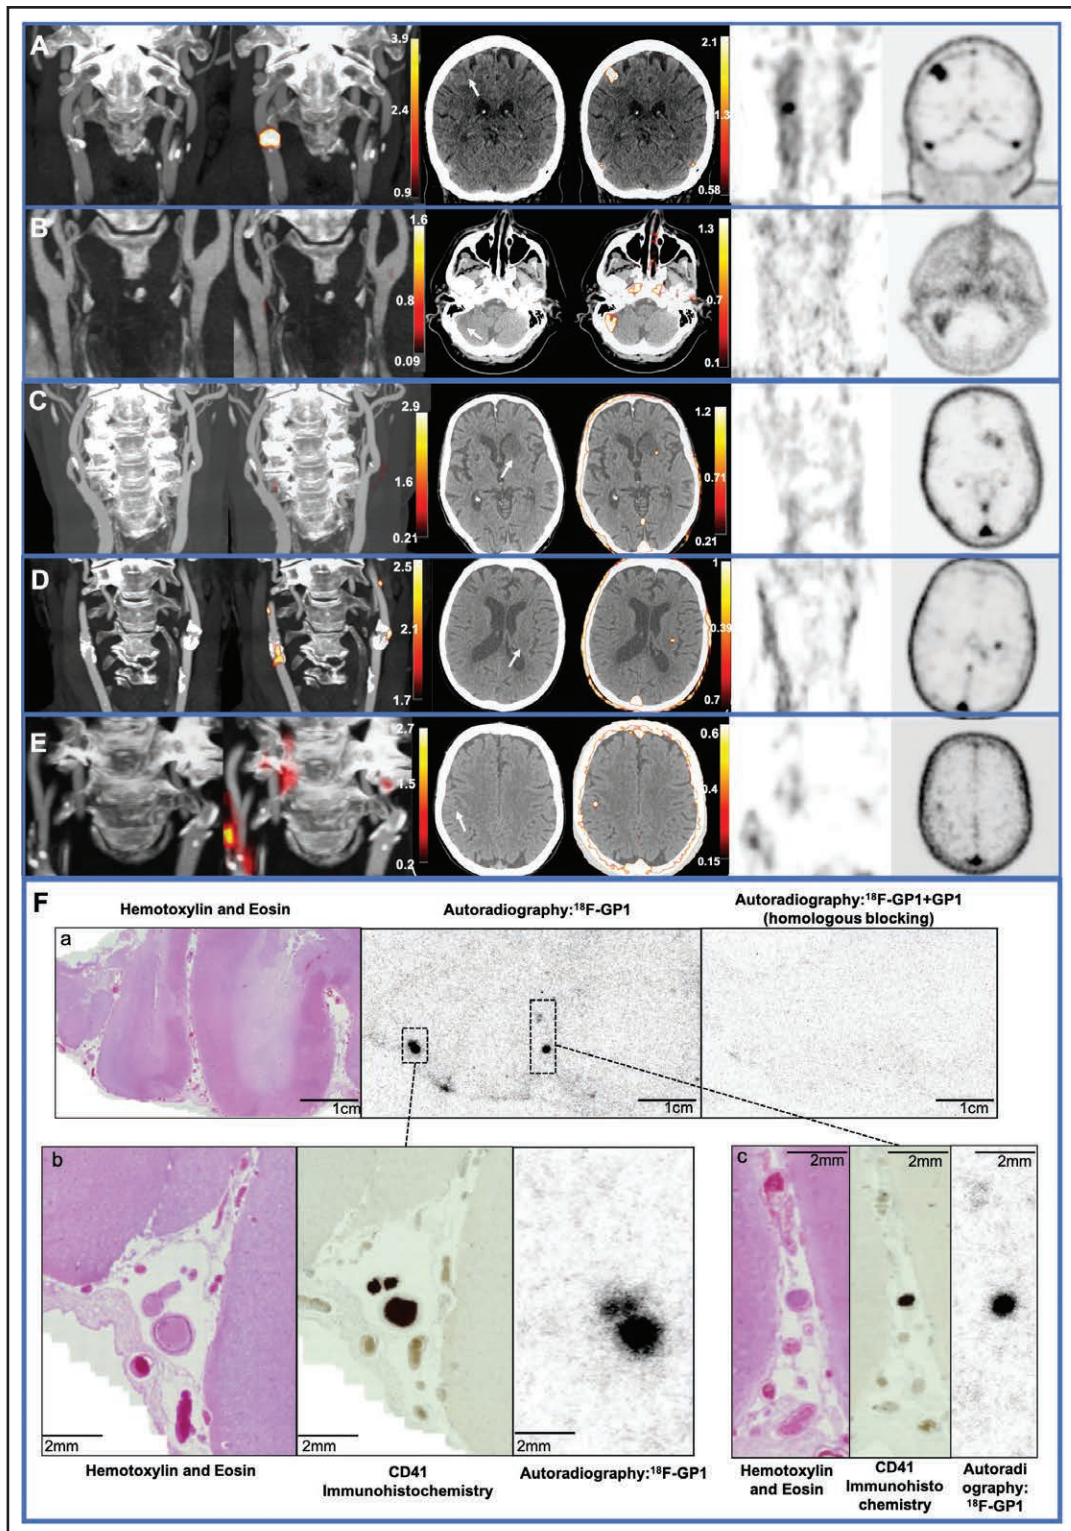 A
3.9
2.4
0.9
2.1
1.3
0.58
B
1.6
0.8
0.09
1.3
0.7
0.1
C
2.9
1.6
0.21
1.2
0.71
0.21
D
2.5
2.1
1.7
1
0.39
0.7
E
2.7
1.5
0.2
0.6
0.4
0.15
F
Hemotoxylin and Eosin
Autoradiography:¹⁸F-GP1
Autoradiography:¹⁸F-GP1+GP1
(homologous blocking)
a
1cm
1cm
1cm
b
2mm
2mm
2mm
c
2mm
2mm
2mm
Hemotoxylin and Eosin
CD41
Immunohistochemistry
Autoradiography:¹⁸F-GP1
Hemotoxylin
and Eosin
CD41
Immunohisto
chemistry
Autoradi
ography:
¹⁸F-GP1